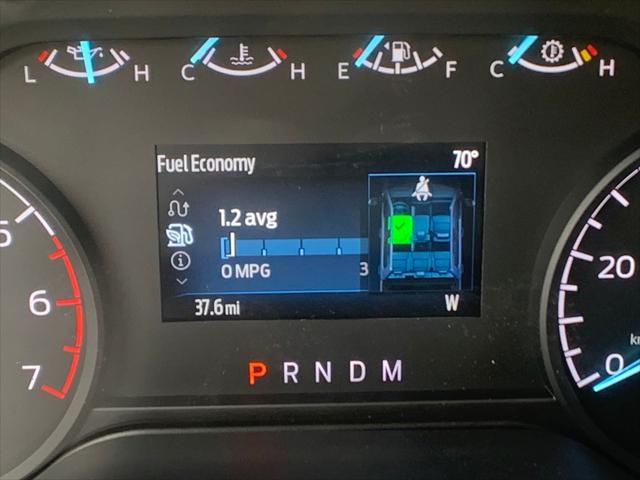 L H C H E F C H
Fuel Economy 70°
1.2 avg
0 MPG 3
37.6 mi W
P R N D M
5
6
7
20
0